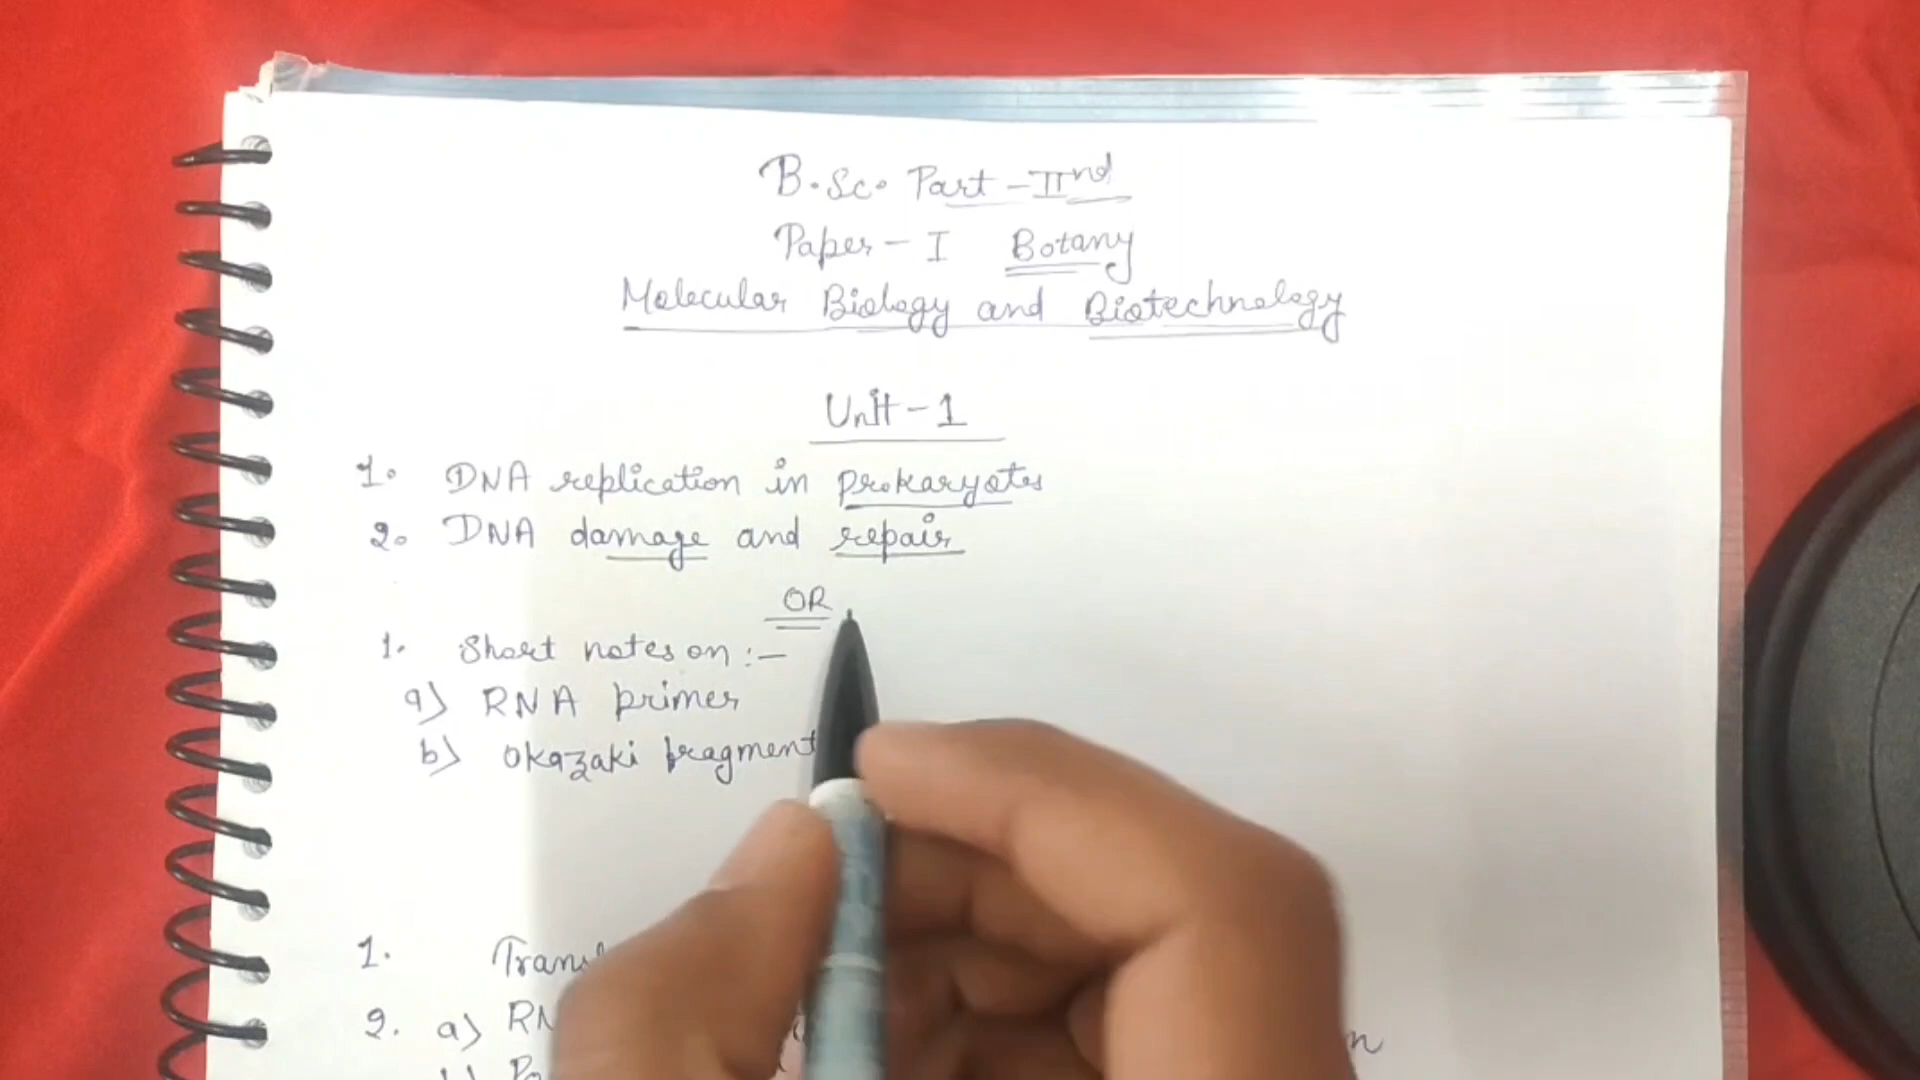 B.Sc. Part-IInd
Paper-I Botany
Molecular Biology and Biotechnology
Unit-1
1. DNA replication in prokaryotes
2. DNA damage and repair
OR
1. Short notes on :-
a) RNA primer
b) Okazaki fragment
1.
2. a)